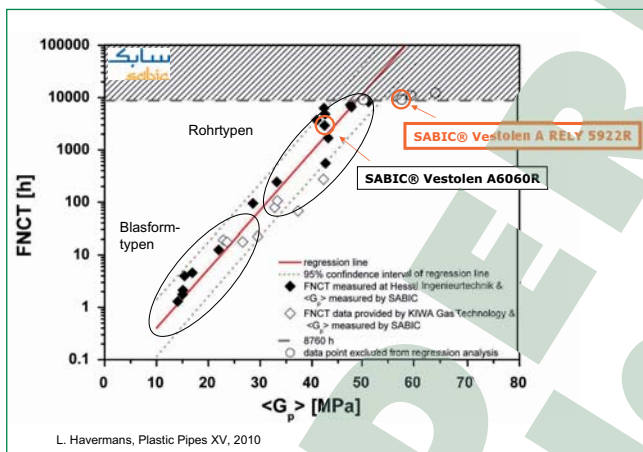 100000
10000
1000
100
10
1
0.1
FNCT [h]
سابك
sabic
Rohrtypen
SABIC® Vestolen A RELY 5922R
SABIC® Vestolen A6060R
Blasform-
typen
regression line
95% confindence interval of regression line
FNCT measured at Hessel Ingenieurtechnik &
<Gp> measured by SABIC
FNCT data provided by KIWA Gas Technology &
<Gp> measured by SABIC
8760 h
data point excluded from regression analysis
0 10 20 30 40 50 60 70 80
<Gp> [MPa]
L. Havermans, Plastic Pipes XV, 2010
DER